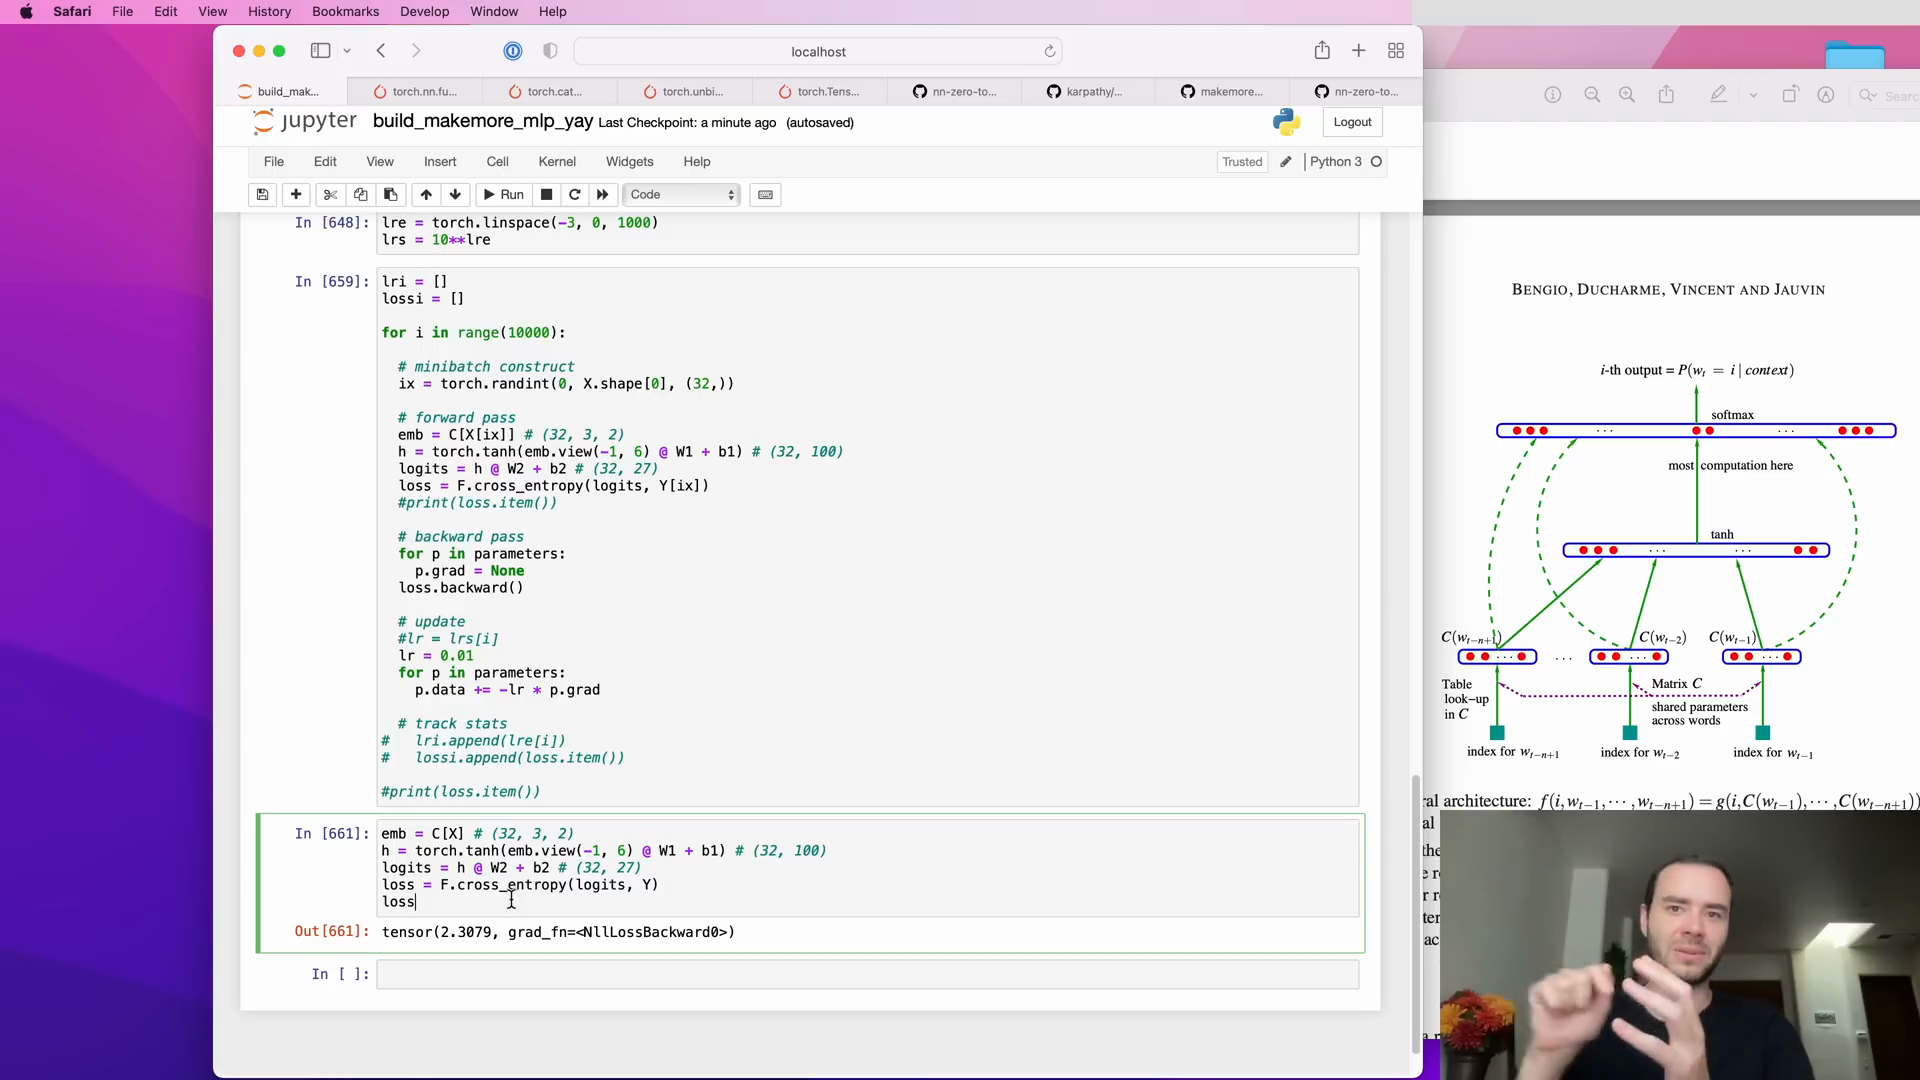 Safari File Edit View History Bookmarks Develop Window Help
localhost
build_mak... torch.nn.fu... torch.cat... torch.unbi... torch.Tens... nn-zero-to... karpathy/... makemore... nn-zero-to...
jupyter build_makemore_mlp_yay Last Checkpoint: a minute ago (autosaved) Logout
File Edit View Insert Cell Kernel Widgets Help Trusted Python 3
Run Code
In [648]: lre = torch.linspace(-3, 0, 1000)
lrs = 10**lre
In [659]: lri = []
lossi = []
for i in range(10000):
# minibatch construct
ix = torch.randint(0, X.shape[0], (32,))
# forward pass
emb = C[X[ix]] # (32, 3, 2)
h = torch.tanh(emb.view(-1, 6) @ W1 + b1) # (32, 100)
logits = h @ W2 + b2 # (32, 27)
loss = F.cross_entropy(logits, Y[ix])
#print(loss.item())
# backward pass
for p in parameters:
p.grad = None
loss.backward()
# update
#lr = lrs[i]
lr = 0.01
for p in parameters:
p.data += -lr * p.grad
# track stats
# lri.append(lre[i])
# lossi.append(loss.item())
#print(loss.item())
In [661]: emb = C[X] # (32, 3, 2)
h = torch.tanh(emb.view(-1, 6) @ W1 + b1) # (32, 100)
logits = h @ W2 + b2 # (32, 27)
loss = F.cross_entropy(logits, Y)
loss
Out[661]: tensor(2.3079, grad_fn=<NllLossBackward0>)
In [ ]:
Search
BENGIO, DUCHARME, VINCENT AND JAUVIN
i-th output = P(w_t = i | context)
softmax
... ...
most computation here
tanh
... ...
C(w_{t-n+1}) C(w_{t-2}) C(w_{t-1})
... ... ... ...
Table
look-up
in C
Matrix C
shared parameters
across words
index for w_{t-n+1} index for w_{t-2} index for w_{t-1}
ral architecture: f(i,w_{t-1},···,w_{t-n+1}) = g(i,C(w_{t-1}),···,C(w_{t-n+1}))